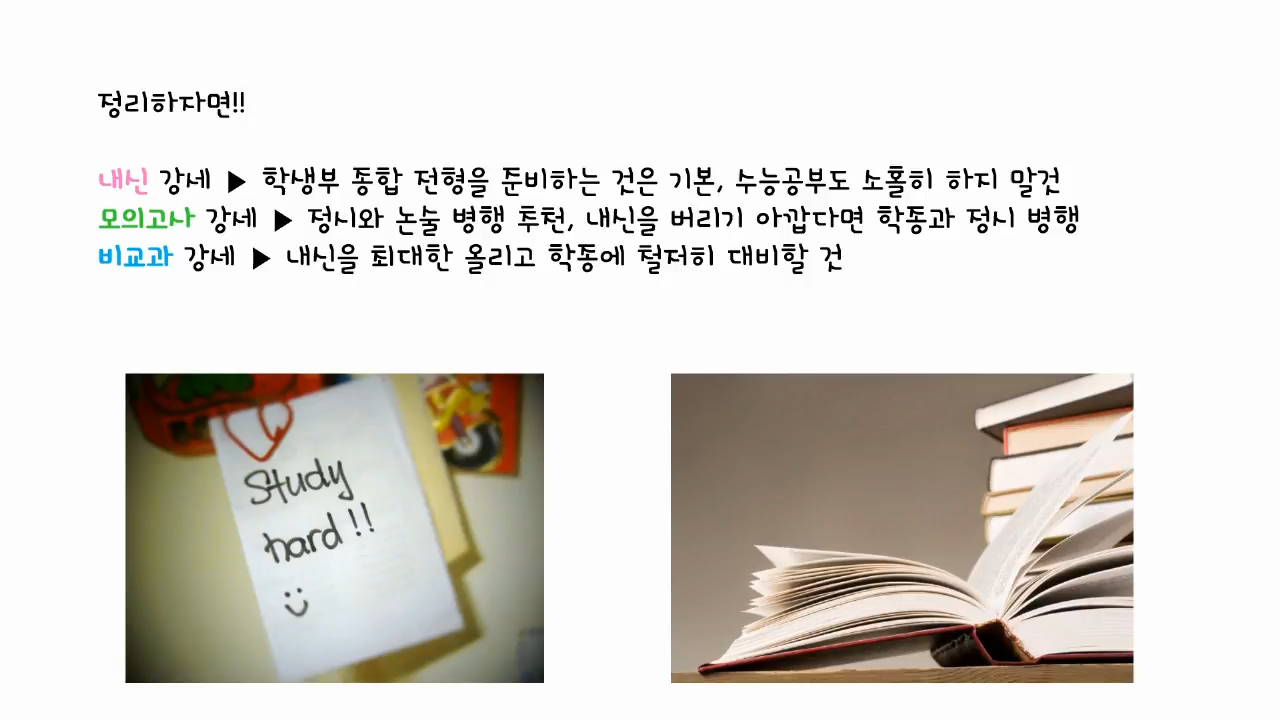 정리하자면!!
내신 강세 ▶ 학생부 종합 전형을 준비하는 것은 기본, 수능공부도 소홀히 하지 말것
모의고사 강세 ▶ 정시와 논술 병행 투천, 내신을 버리기 아깝다면 학종과 정시 병행
비교과 강세 ▶ 내신을 최대한 올리고 학종에 철저히 대비할 것
Study
hard!!